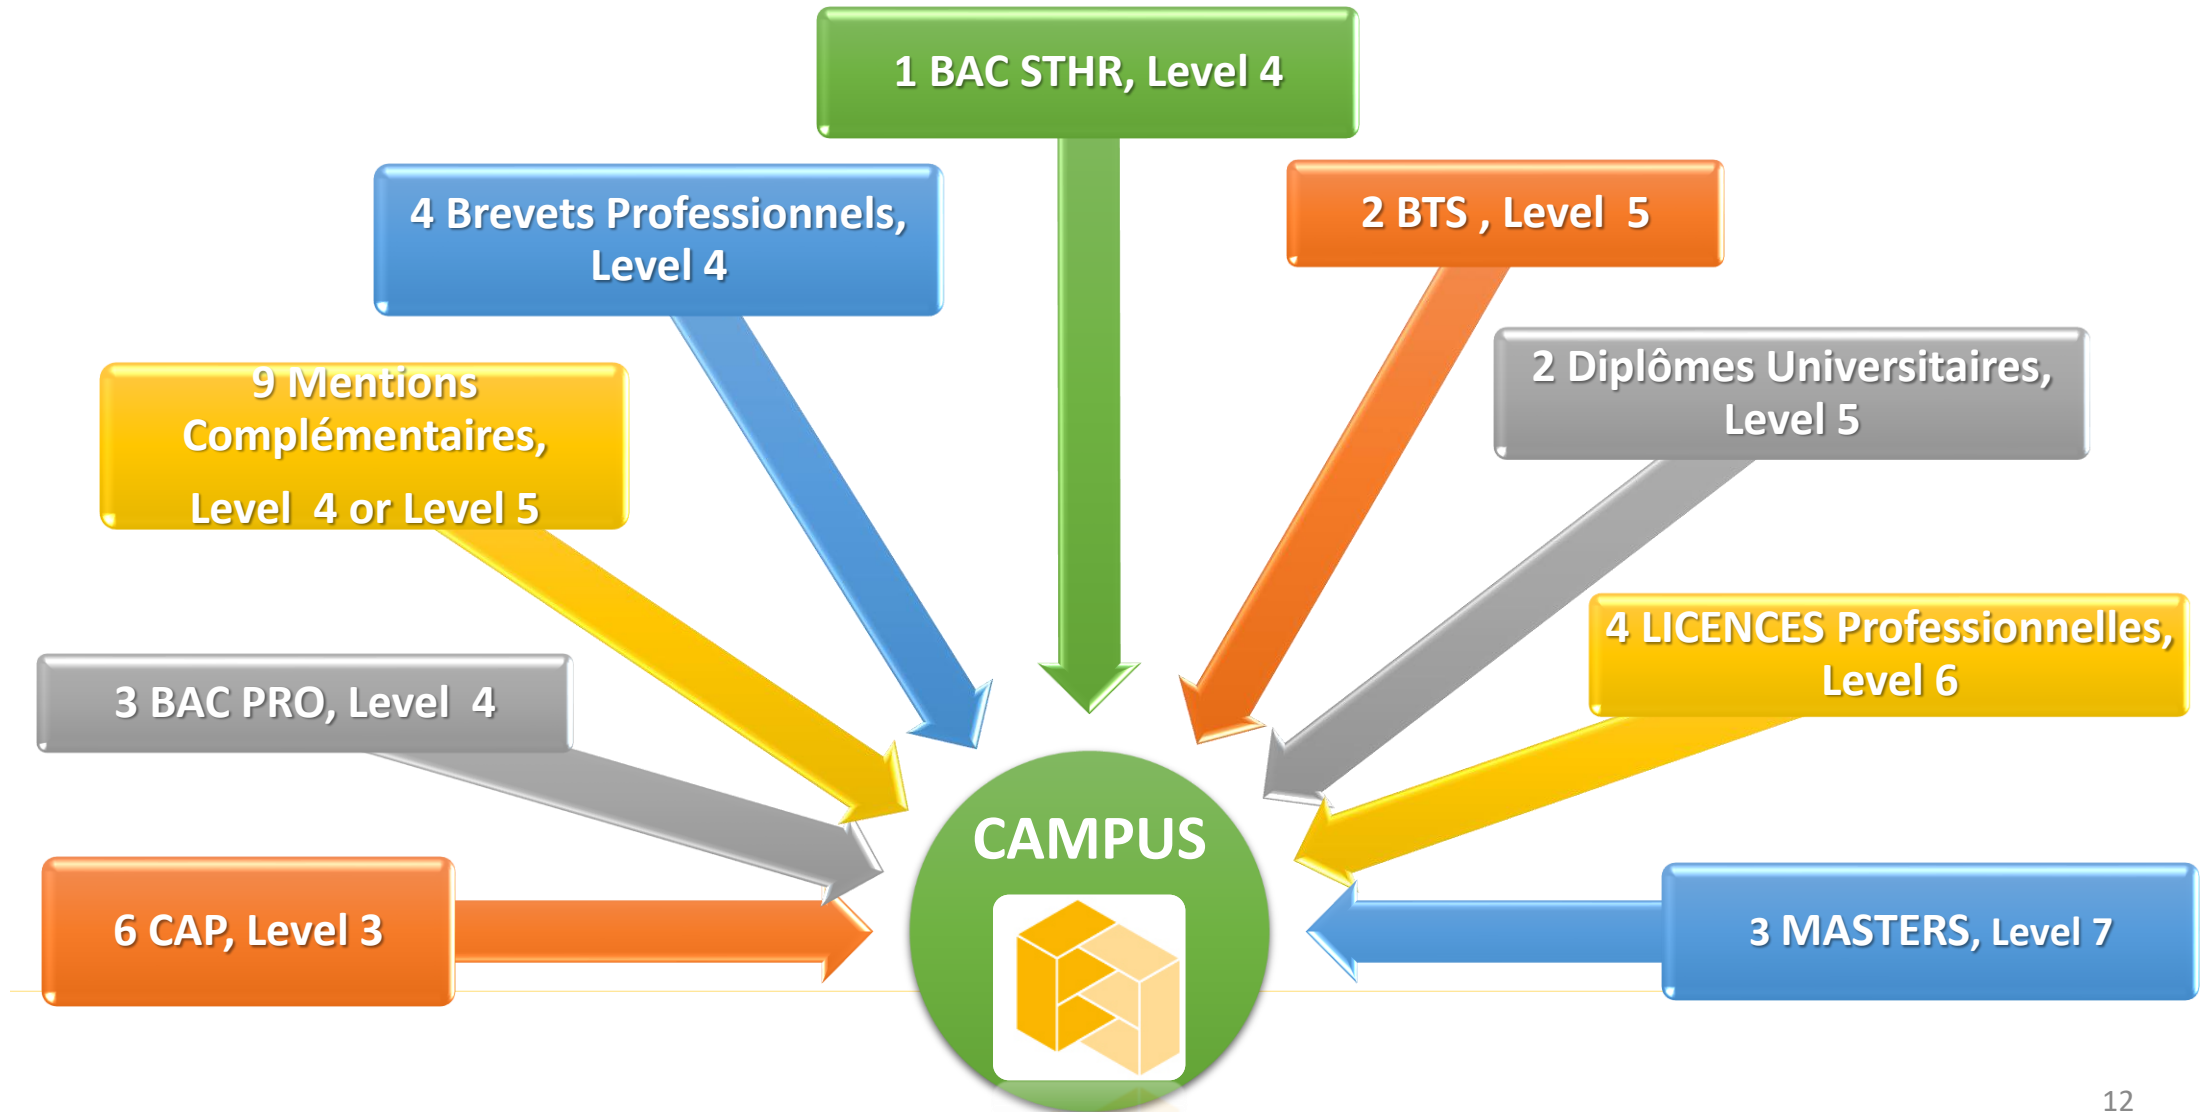 1 BAC STHR, Level 4
4 Brevets Professionnels,
Level 4
2 BTS , Level 5
2 Diplômes Universitaires,
Level 5
9 Mentions
Complémentaires,
Level 4 or Level 5
4 LICENCES Professionnelles,
Level 6
3 BAC PRO, Level 4
CAMPUS
6 CAP, Level 3
3 MASTERS, Level 7
12